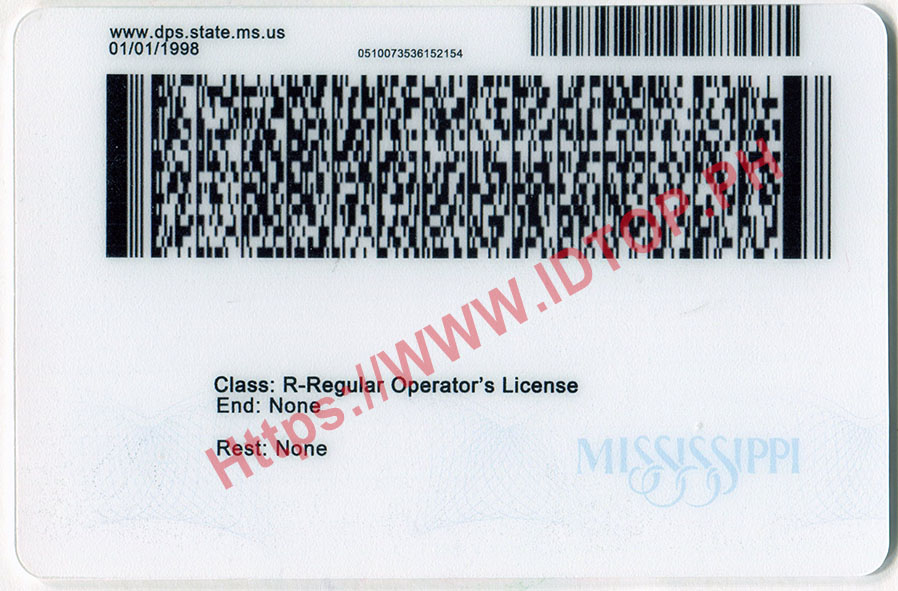 www.dps.state.ms.us
01/01/1998
0510073536152154
Https://WWW.IDTOP.PH
Class: R-Regular Operator's License
End: None
Rest: None
MISSISSIPPI